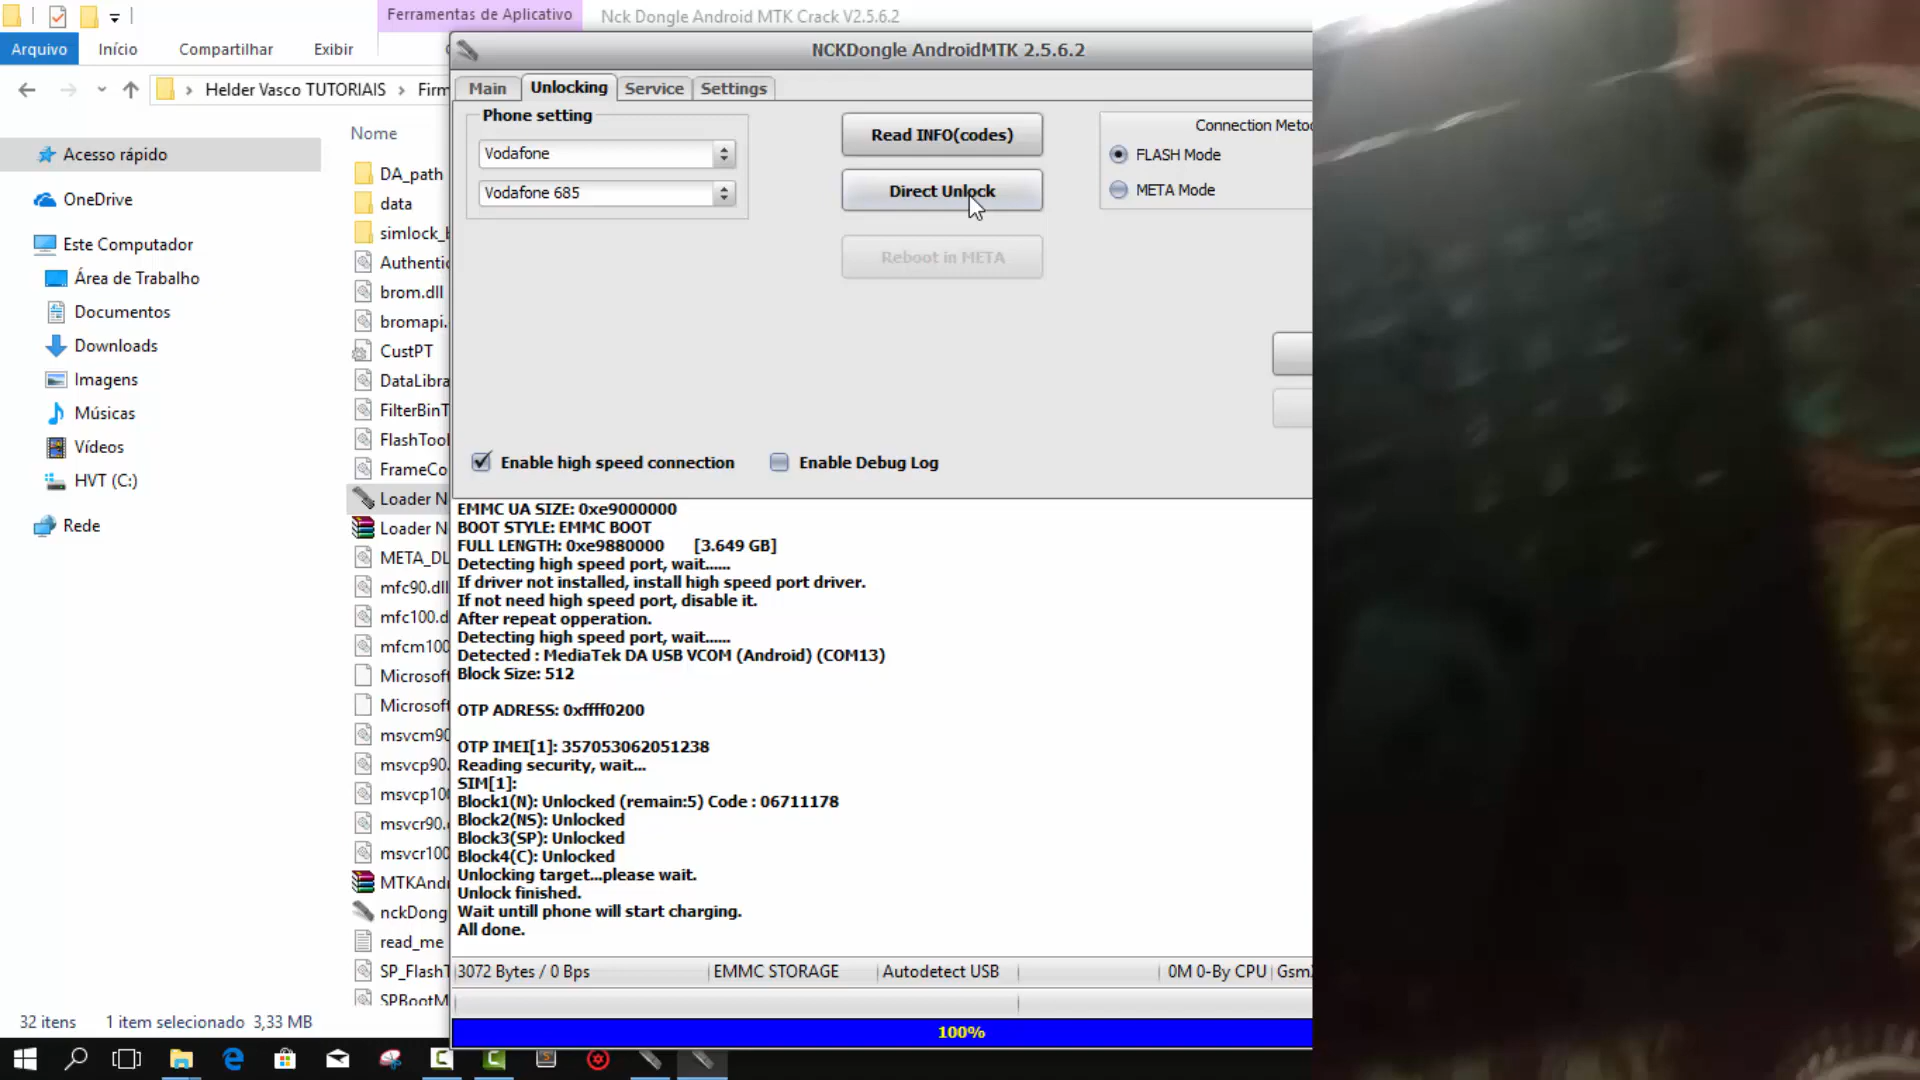 Ferramentas de Aplicativo
Nck Dongle Android MTK Crack V2.5.6.2
Arquivo
Início
Compartilhar
Exibir
NCKDongle AndroidMTK 2.5.6.2
Helder Vasco TUTORIAIS
Firm
Main
Unlocking
Service
Settings
Phone setting
Vodafone
Vodafone 685
Read INFO(codes)
Direct Unlock
Reboot in META
Connection Metod
FLASH Mode
META Mode
Enable high speed connection
Enable Debug Log
Acesso rápido
OneDrive
Este Computador
Área de Trabalho
Documentos
Downloads
Imagens
Músicas
Vídeos
HVT (C:)
Rede
Nome
DA_path
data
simlock_b
Authentic
brom.dll
bromapi.
CustPT
DataLibra
FilterBinT
FlashTool
FrameCo
Loader N
Loader N
META_DL
mfc90.dll
mfc100.d
mfcm100
Microsoft
Microsoft
msvcm90
msvcp90.
msvcp100
msvcr90.
msvcr100
MTKAndr
nckDong
read_me
SP_FlashT
SPBootM
EMMC UA SIZE: 0xe9000000
BOOT STYLE: EMMC BOOT
FULL LENGTH: 0xe9880000 [3.649 GB]
Detecting high speed port, wait......
If driver not installed, install high speed port driver.
If not need high speed port, disable it.
After repeat opperation.
Detecting high speed port, wait......
Detected : MediaTek DA USB VCOM (Android) (COM13)
Block Size: 512
OTP ADRESS: 0xffff0200
OTP IMEI[1]: 357053062051238
Reading security, wait...
SIM[1]:
Block1(N): Unlocked (remain:5) Code : 06711178
Block2(NS): Unlocked
Block3(SP): Unlocked
Block4(C): Unlocked
Unlocking target...please wait.
Unlock finished.
Wait untill phone will start charging.
All done.
3072 Bytes / 0 Bps
EMMC STORAGE
Autodetect USB
0M 0-By CPU
Gsm
32 itens
1 item selecionado 3,33 MB
100%